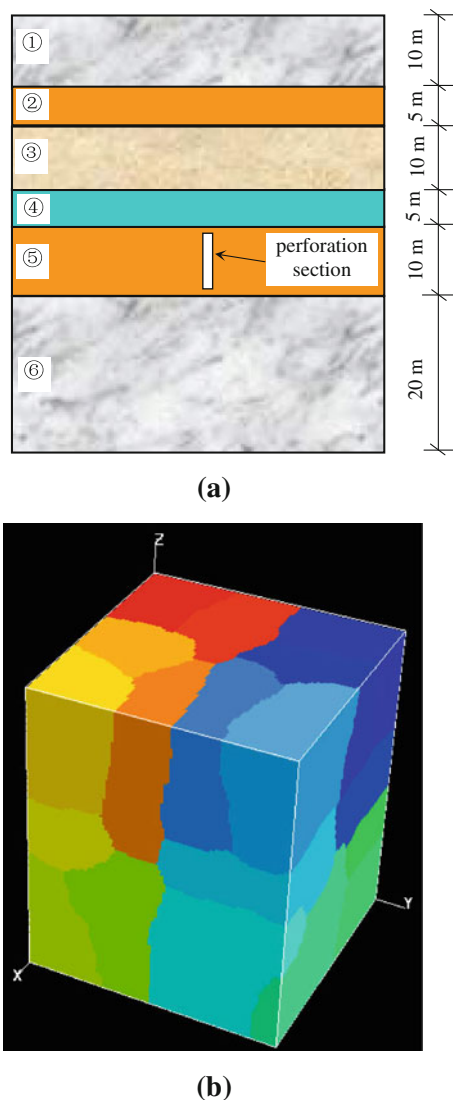 ①
10 m
②
5 m
③
10 m
④
5 m
⑤
perforation
section
10 m
⑥
20 m
(a)
Z
Y
X
(b)